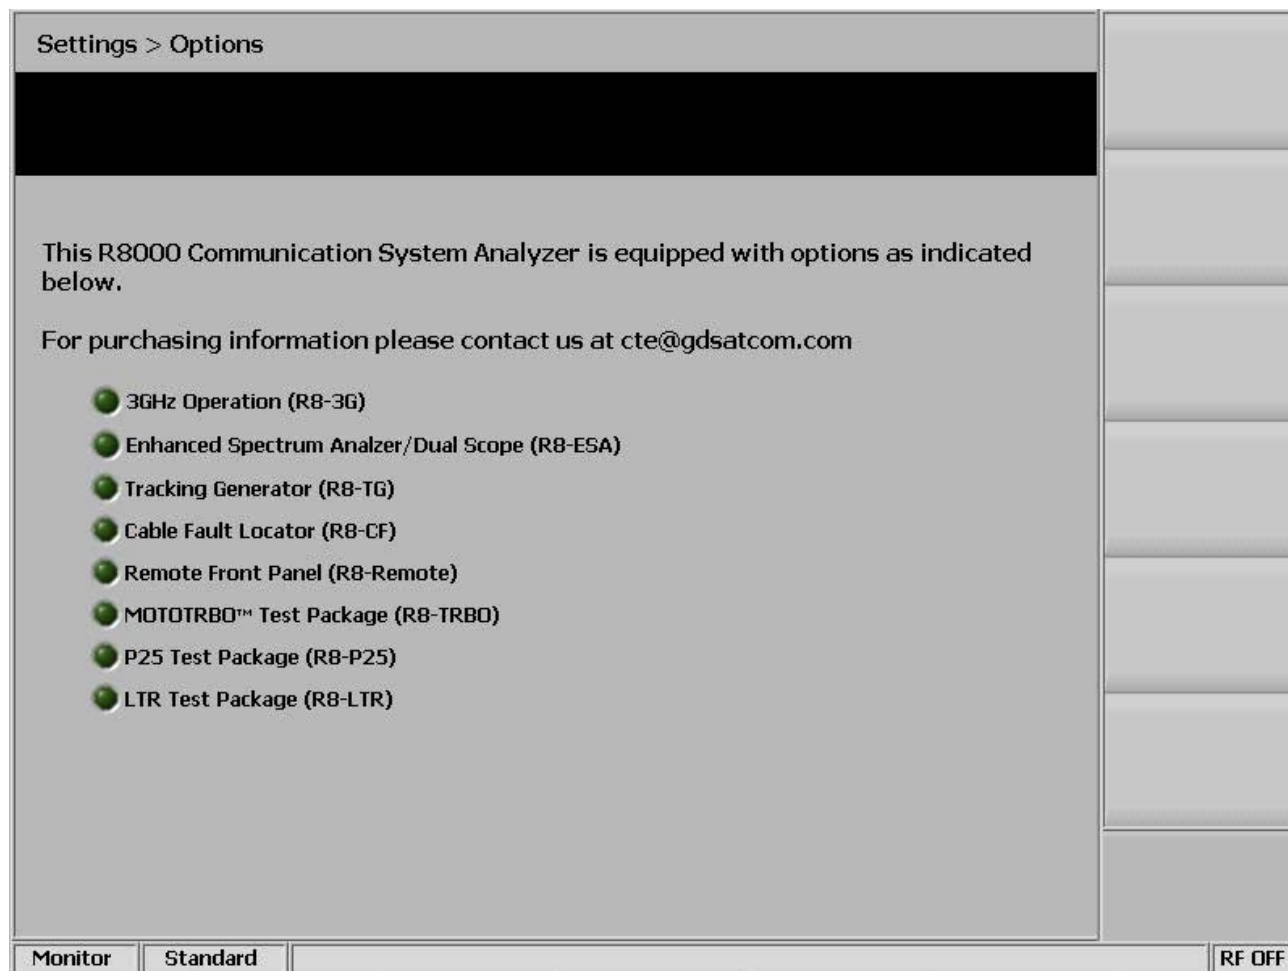 Settings > Options
This R8000 Communication System Analyzer is equipped with options as indicated
below.
For purchasing information please contact us at cte@gdsatcom.com
3GHz Operation (R8-3G)
Enhanced Spectrum Analzer/Dual Scope (R8-ESA)
Tracking Generator (R8-TG)
Cable Fault Locator (R8-CF)
Remote Front Panel (R8-Remote)
MOTOTRBO™ Test Package (R8-TRBO)
P25 Test Package (R8-P25)
LTR Test Package (R8-LTR)
Monitor
Standard
RF OFF